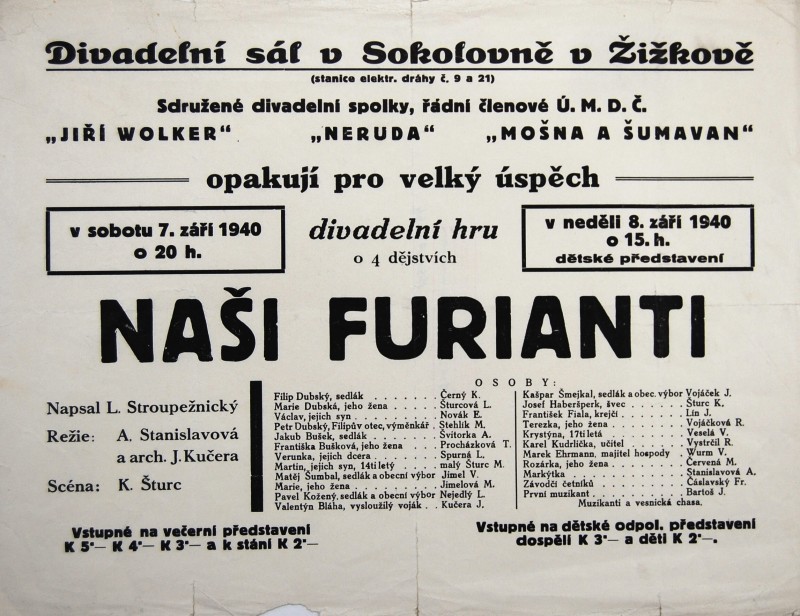 Divadelní sál v Sokolovně v Žižkově
(stanice elektr. dráhy č. 9 a 21)
Sdružené divadelní spolky, řádní členové Ú. M. D. Č.
„JIŘÍ WOLKER“ „NERUDA“ „MOŠNA A ŠUMAVAN“
opakují pro velký úspěch
v sobotu 7. září 1940
o 20 h.
divadelní hru
o 4 dějstvích
v neděli 8. září 1940
o 15. h.
dětské představení
NAŠI FURIANTI
Napsal L. Stroupežnický
Režie: A. Stanislavová
a arch. J. Kučera
Scéna: K. Šturc
OSOBY:
Filip Dubský, sedlák . . . . . . . Černý K.
Marie Dubská, jeho žena . . . . . Šturcová L.
Václav, jejich syn . . . . . . . . . Novák E.
Petr Dubský, Filipův otec, výměnkář . Stehlík M.
Jakub Bušek, sedlák . . . . . . . Svitorka A.
Františka Bušková, jeho žena . . . . Procházková T.
Verunka, jejich dcera . . . . . . . Spurná L.
Martin, jejich syn, 14ti letý . . . . . malý Šturc M.
Matěj Šumbal, sedlák a obecní výbor Jimel V.
Marie, jeho žena . . . . . . . . . Jimelová M.
Pavel Kožený, sedlák a obecní výbor Nejedlý L.
Valentýn Bláha, vysloužilý voják . . Kučera J.
Kašpar Šmejkal, sedlák a obec. výbor Vojáček J.
Josef Haberšperk, švec . . . . . . Šturc K.
František Fiala, krejčí . . . . . . . Lín J.
Terezka, jeho žena . . . . . . . . Vojáčková R.
Krystýna, 17ti letá . . . . . . . . Veselá V.
Karel Kudrlička, učitel . . . . . . . Vystrčil R.
Marek Ehrmann, majitel hospody . . Wurm V.
Rozárka, jeho žena . . . . . . . . Červená M.
Markýtka . . . . . . . . . . . . Stanislavová A.
Závodčí četníků . . . . . . . . . Čáslavský Fr.
První muzikant . . . . . . . . . . Bartoš J.
Muzikanti a vesnická chasa.
Vstupné na večerní představení
K 5·— K 4·— K 3·— a k stání K 2·—
Vstupné na dětské odpol. představení
dospělí K 3·— a děti K 2·—.